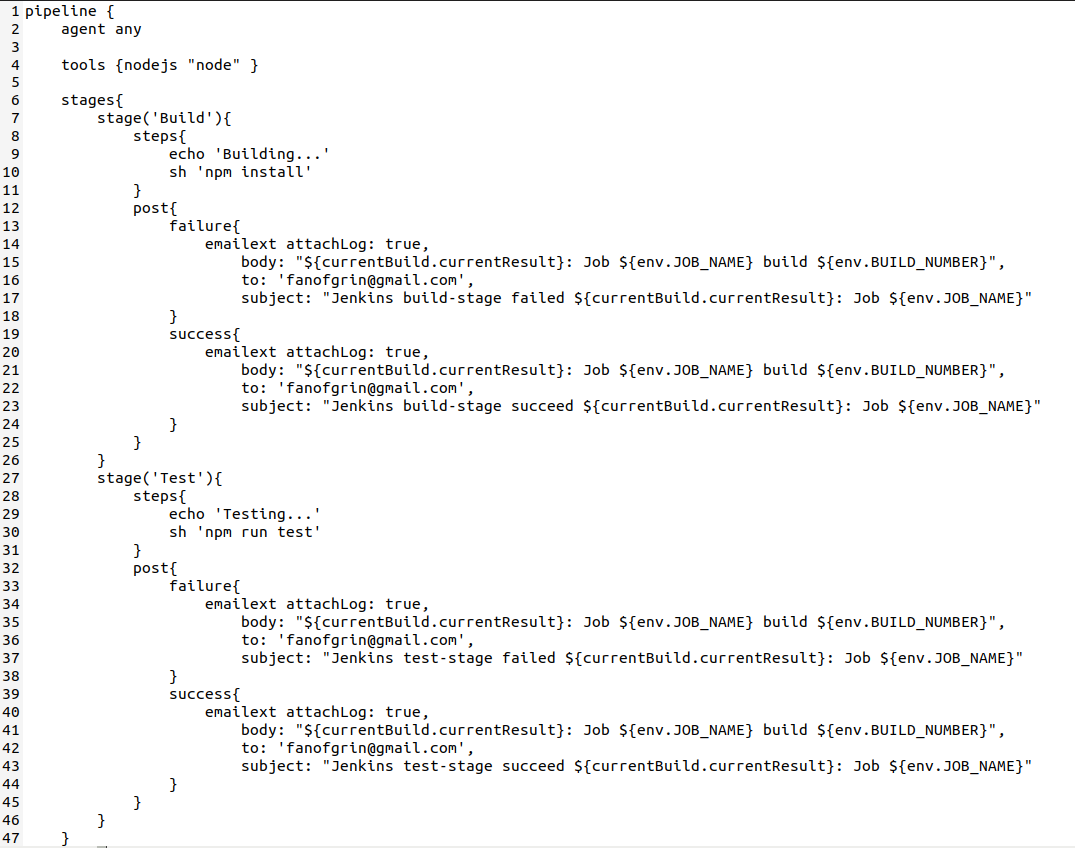 1 pipeline {
2     agent any
3
4     tools {nodejs "node" }
5
6     stages{
7         stage('Build'){
8             steps{
9                 echo 'Building...'
10                 sh 'npm install'
11             }
12             post{
13                 failure{
14                     emailext attachLog: true,
15                         body: "${currentBuild.currentResult}: Job ${env.JOB_NAME} build ${env.BUILD_NUMBER}",
16                         to: 'fanofgrin@gmail.com',
17                         subject: "Jenkins build-stage failed ${currentBuild.currentResult}: Job ${env.JOB_NAME}"
18                 }
19                 success{
20                     emailext attachLog: true,
21                         body: "${currentBuild.currentResult}: Job ${env.JOB_NAME} build ${env.BUILD_NUMBER}",
22                         to: 'fanofgrin@gmail.com',
23                         subject: "Jenkins build-stage succeed ${currentBuild.currentResult}: Job ${env.JOB_NAME}"
24                 }
25             }
26         }
27         stage('Test'){
28             steps{
29                 echo 'Testing...'
30                 sh 'npm run test'
31             }
32             post{
33                 failure{
34                     emailext attachLog: true,
35                         body: "${currentBuild.currentResult}: Job ${env.JOB_NAME} build ${env.BUILD_NUMBER}",
36                         to: 'fanofgrin@gmail.com',
37                         subject: "Jenkins test-stage failed ${currentBuild.currentResult}: Job ${env.JOB_NAME}"
38                 }
39                 success{
40                     emailext attachLog: true,
41                         body: "${currentBuild.currentResult}: Job ${env.JOB_NAME} build ${env.BUILD_NUMBER}",
42                         to: 'fanofgrin@gmail.com',
43                         subject: "Jenkins test-stage succeed ${currentBuild.currentResult}: Job ${env.JOB_NAME}"
44                 }
45             }
46         }
47     }